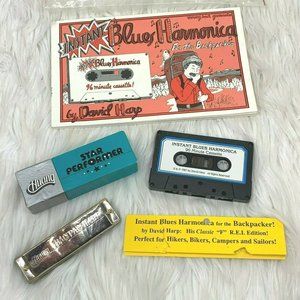 INSTANT
Blues Harmonica
for the Backpacker
Blues Harmonica
96 minute cassette!
by David Harp
STAR
PERFORMER
INSTANT BLUES HARMONICA
90 Minute Cassette
Instant Blues Harmonica for the Backpacker!
by David Harp: His Classic "F" R.E.I. Edition!
Perfect for Hikers, Bikers, Campers and Sailors!